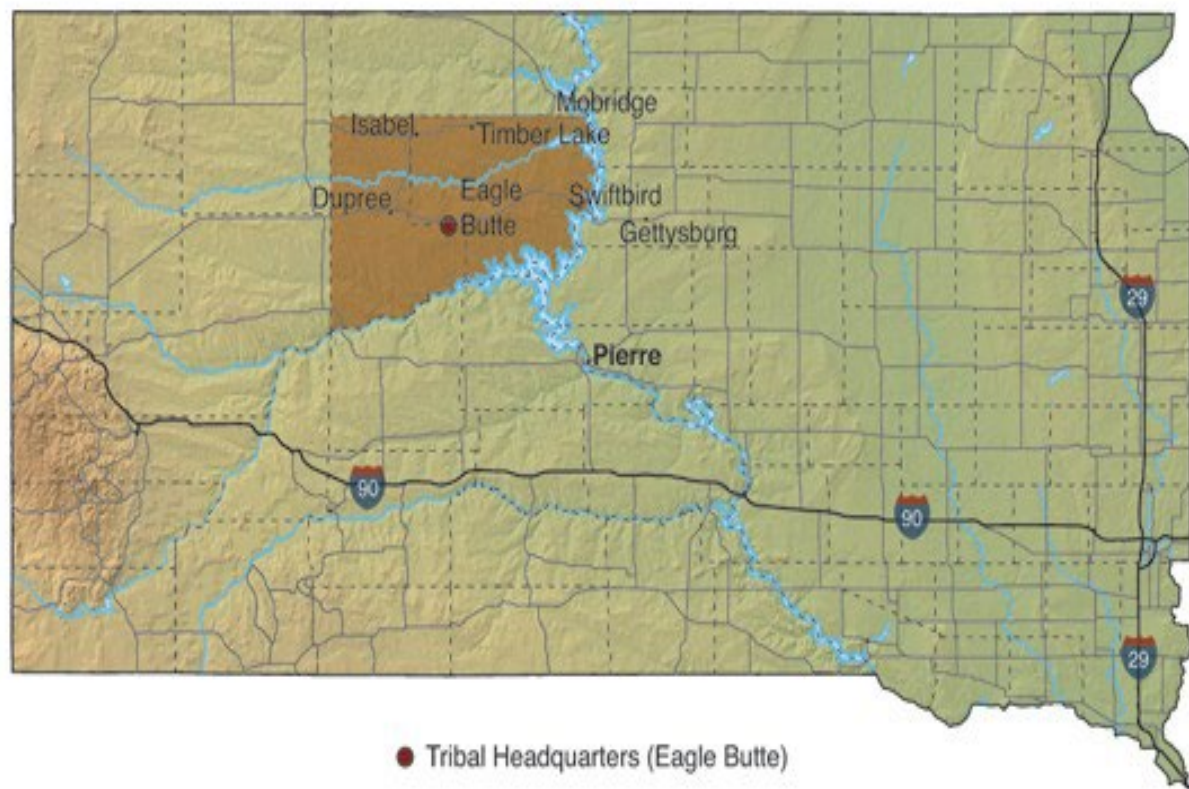 Mobridge
Isabel
Timber Lake
Eagle
Butte
Dupree
Swiftbird
Gettysburg
29
Pierre
90
90
29
Tribal Headquarters (Eagle Butte)